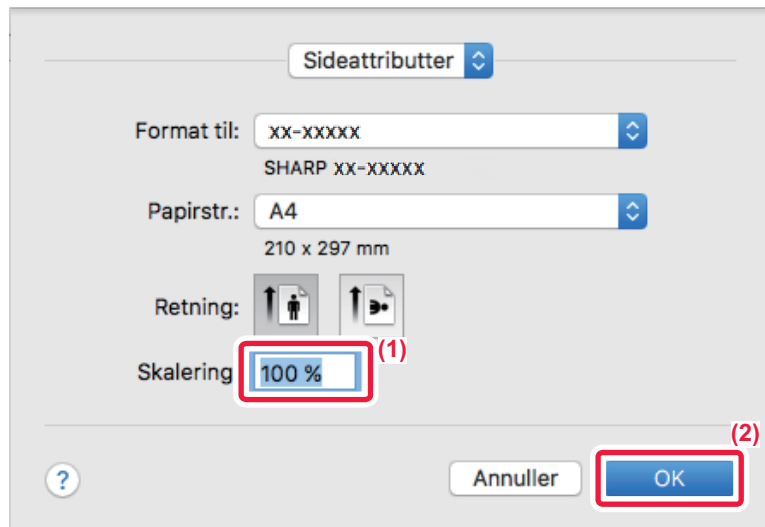 Sideattributter
Format til: xx-xxxxx
SHARP xx-xxxxx
Papirstr.: A4
210 x 297 mm
Retning:
(1)
Skalering 100 %
(2)
? Annuller OK